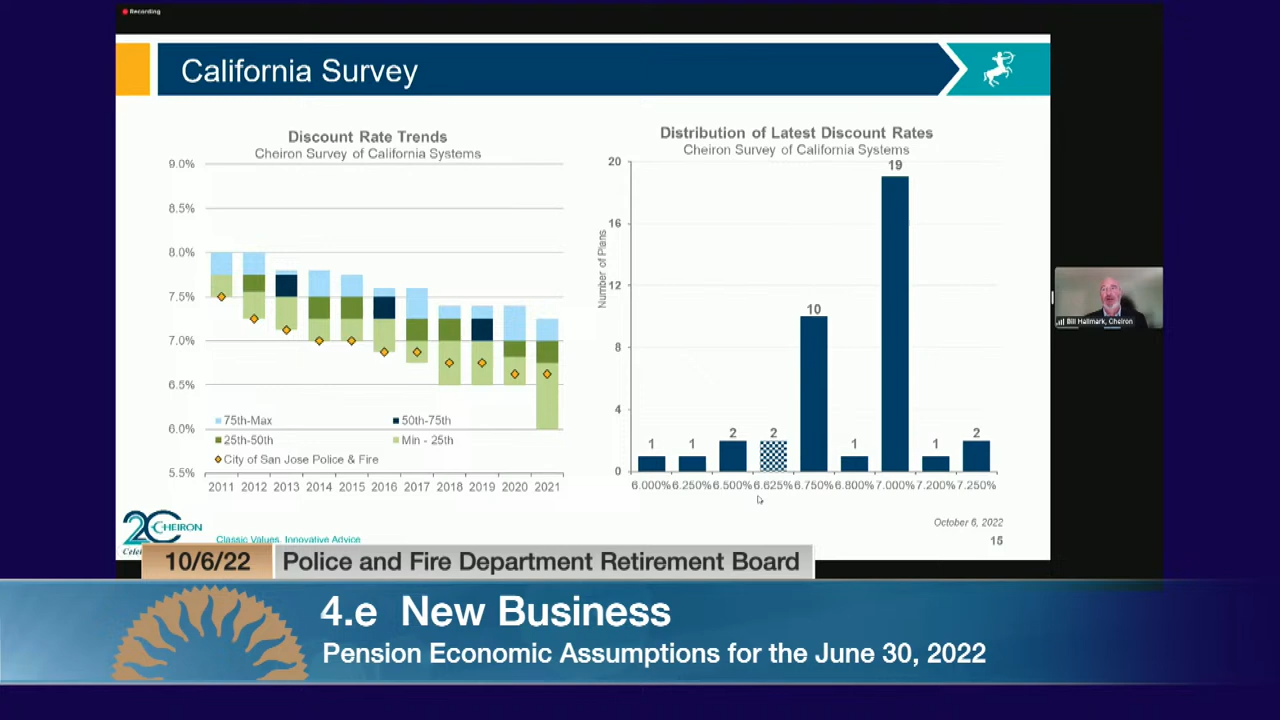 Recording
California Survey
Discount Rate Trends
Cheiron Survey of California Systems
9.0%
8.5%
8.0%
7.5%
7.0%
6.5%
6.0%
5.5%
75th-Max
50th-75th
25th-50th
Min - 25th
City of San Jose Police & Fire
2011 2012 2013 2014 2015 2016 2017 2018 2019 2020 2021
Distribution of Latest Discount Rates
Cheiron Survey of California Systems
Number of Plans
20
16
12
8
4
0
1 1 2 2 10 1 19 1 2
6.000% 6.250% 6.500% 6.625% 6.750% 6.800% 7.000% 7.200% 7.250%
Bill Hallmark, Cheiron
October 6, 2022
15
20 CHEIRON
Classic Values, Innovative Advice
10/6/22 Police and Fire Department Retirement Board
4.e New Business
Pension Economic Assumptions for the June 30, 2022